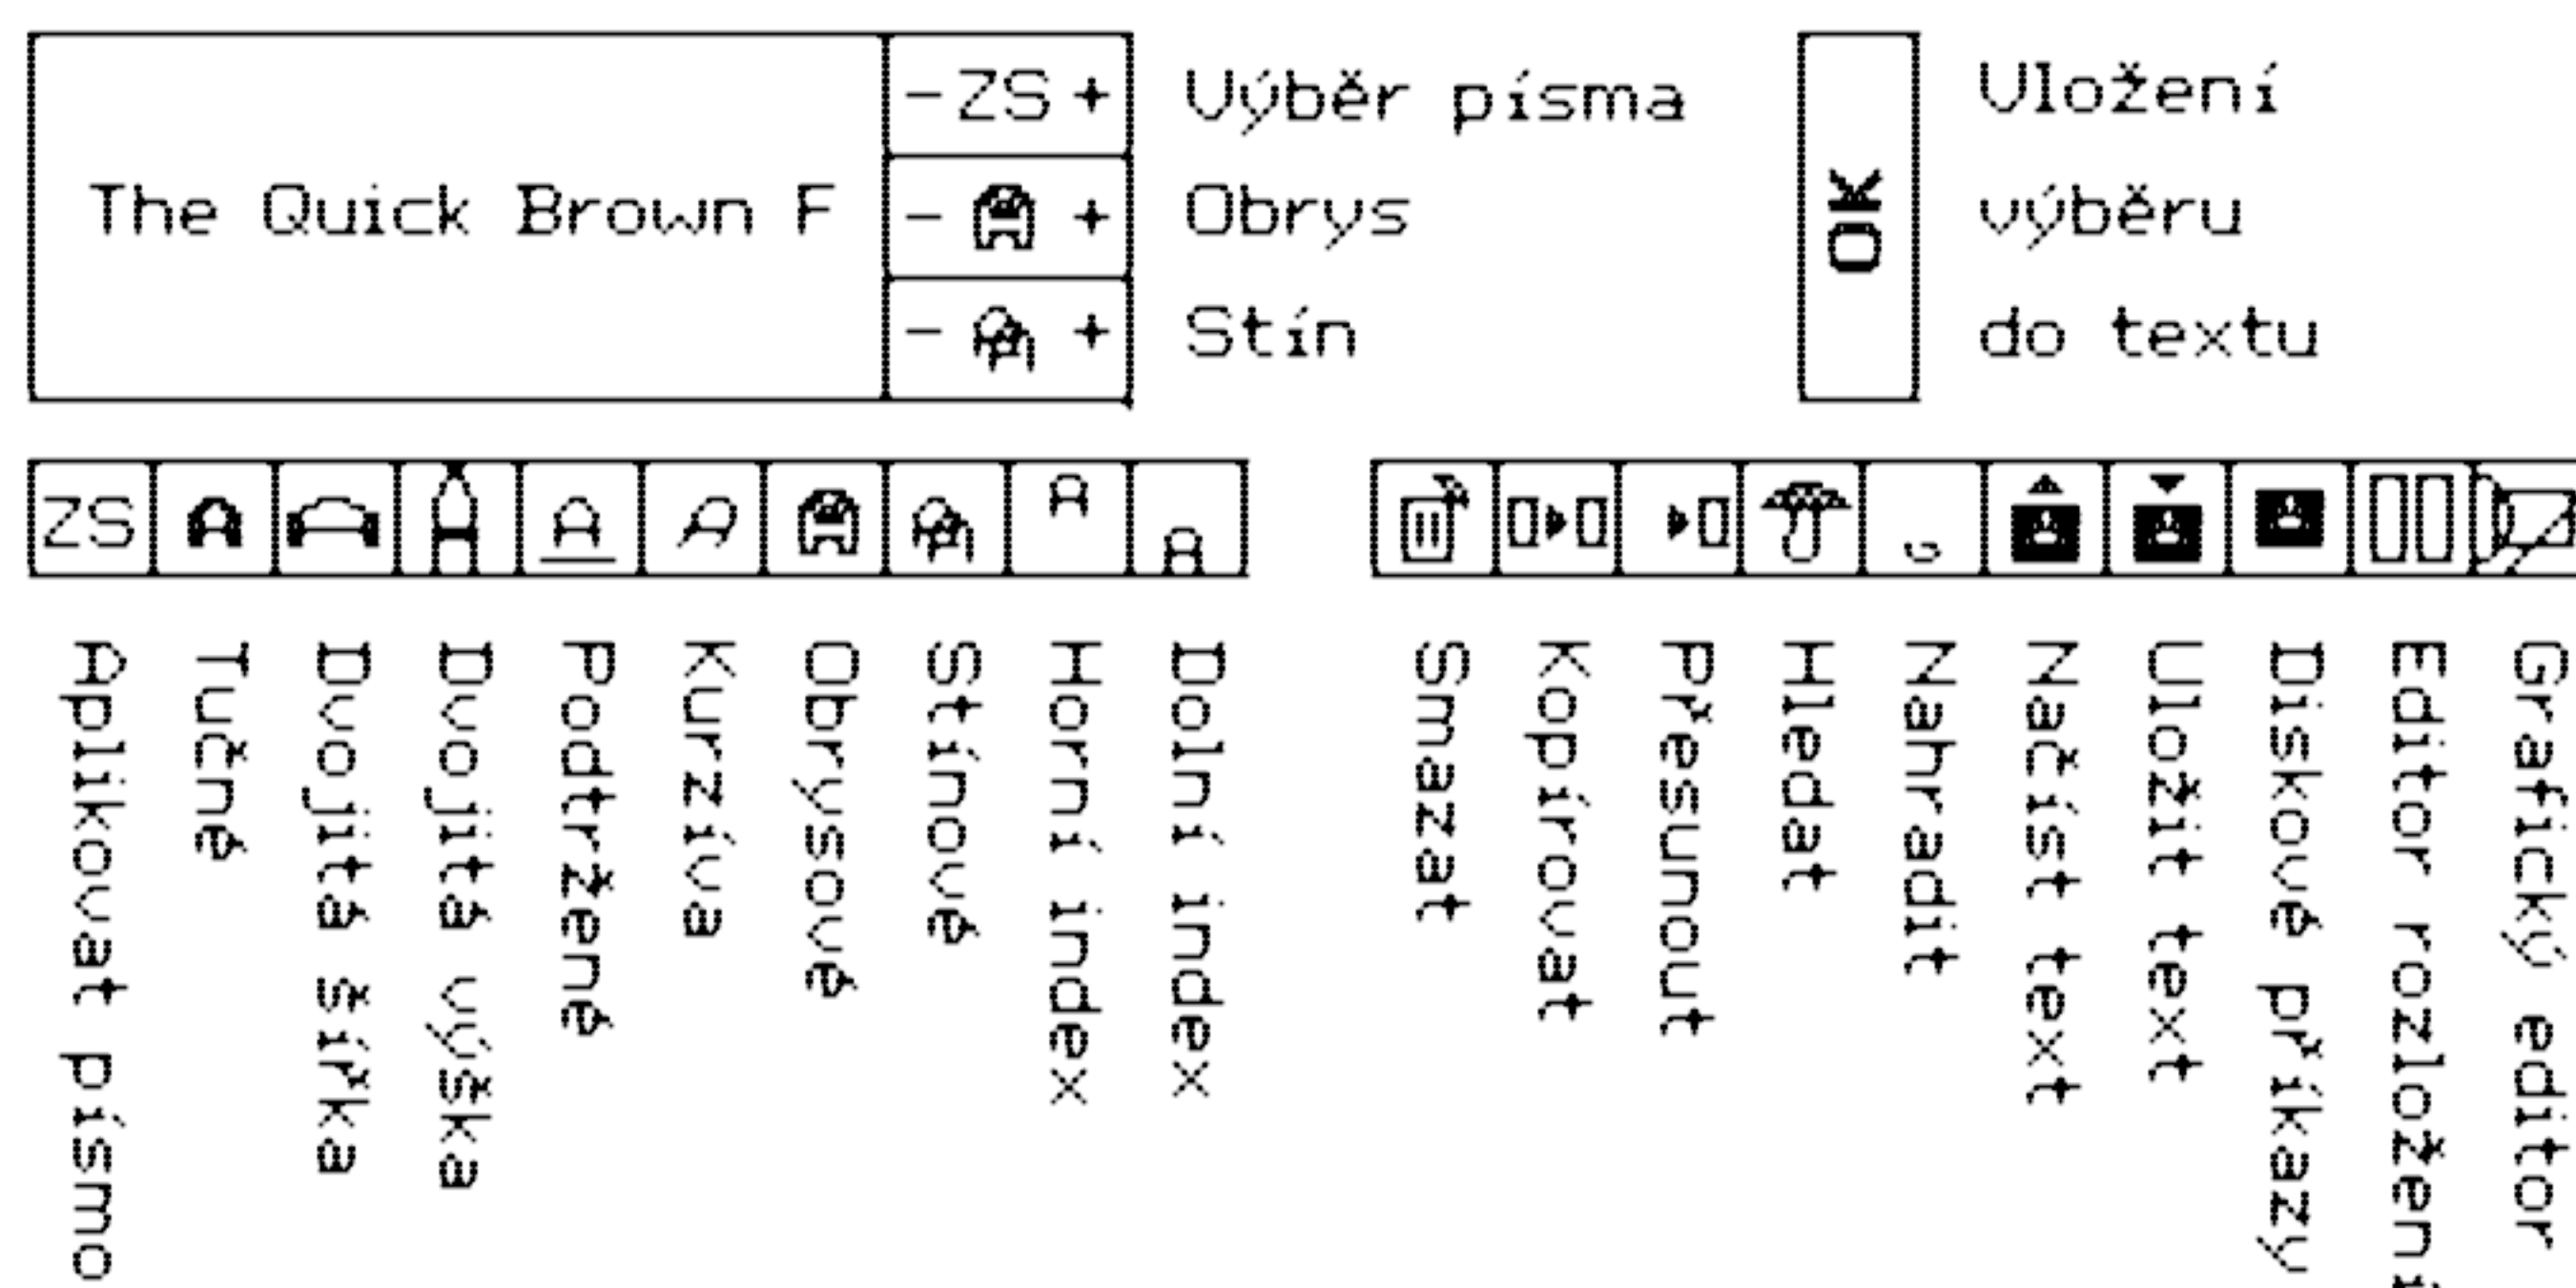 - ZS +
Výběr písma
The Quick Brown F
- +
Obrys
- +
Stín
OK
Uložení
výběru
do textu
ZS
Aplikovat písmo
Tučné
Dvojitá šířka
Dvojitá výška
Podtržené
Kurzíva
Obrysové
Stínové
Horní index
Dolní index
Smazat
Kopírovat
Přesunout
Hledat
Nahradit
Načíst text
Uložit text
Diskové příkazy
Editor rozložení
Grafický editor